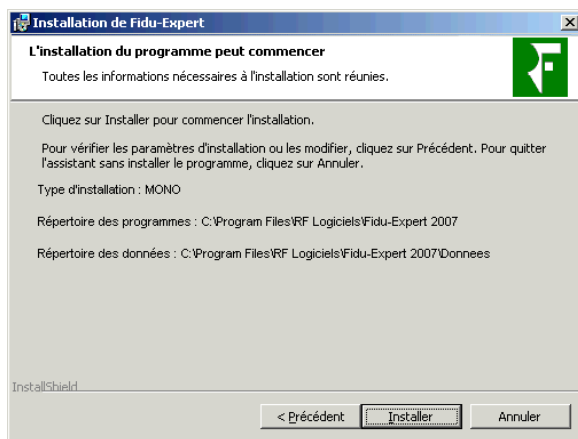 Installation de Fidu-Expert
L'installation du programme peut commencer
Toutes les informations nécessaires à l'installation sont réunies.
Cliquez sur Installer pour commencer l'installation.
Pour vérifier les paramètres d'installation ou les modifier, cliquez sur Précédent. Pour quitter
l'assistant sans installer le programme, cliquez sur Annuler.
Type d'installation : MONO
Répertoire des programmes : C:\Program Files\RF Logiciels\Fidu-Expert 2007
Répertoire des données : C:\Program Files\RF Logiciels\Fidu-Expert 2007\Donnees
InstallShield
< Précédent Installer Annuler